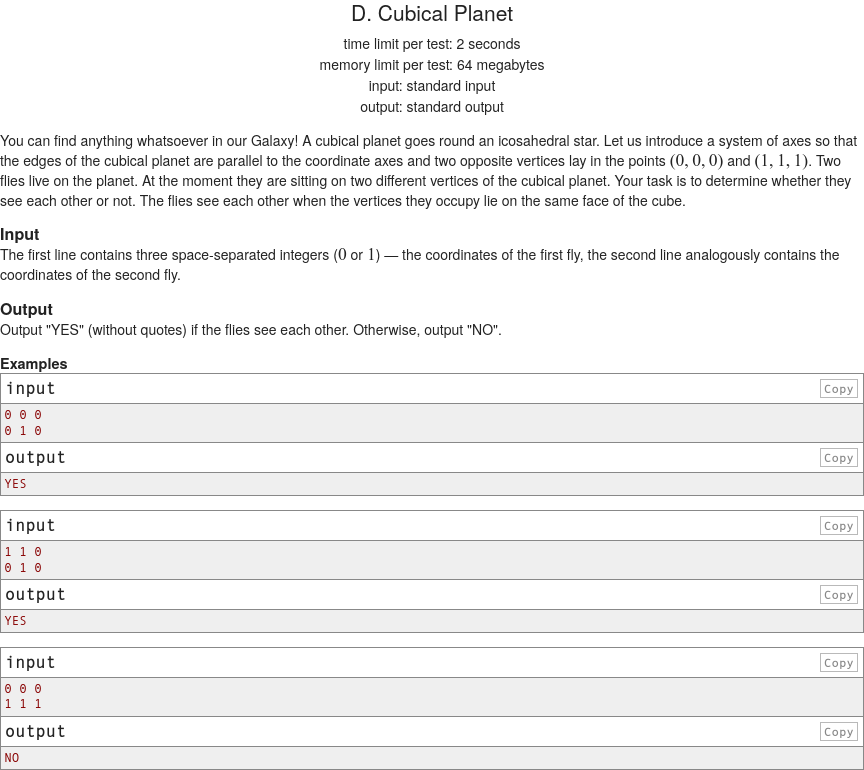 D. Cubical Planet
time limit per test: 2 seconds
memory limit per test: 64 megabytes
input: standard input
output: standard output
You can find anything whatsoever in our Galaxy! A cubical planet goes round an icosahedral star. Let us introduce a system of axes so that
the edges of the cubical planet are parallel to the coordinate axes and two opposite vertices lay in the points (0, 0, 0) and (1, 1, 1). Two
flies live on the planet. At the moment they are sitting on two different vertices of the cubical planet. Your task is to determine whether they
see each other or not. The flies see each other when the vertices they occupy lie on the same face of the cube.
Input
The first line contains three space-separated integers (0 or 1) — the coordinates of the first fly, the second line analogously contains the
coordinates of the second fly.
Output
Output "YES" (without quotes) if the flies see each other. Otherwise, output "NO".
Examples
input Copy
0 0 0
0 1 0
output Copy
YES
input Copy
1 1 0
0 1 0
output Copy
YES
input Copy
0 0 0
1 1 1
output Copy
NO